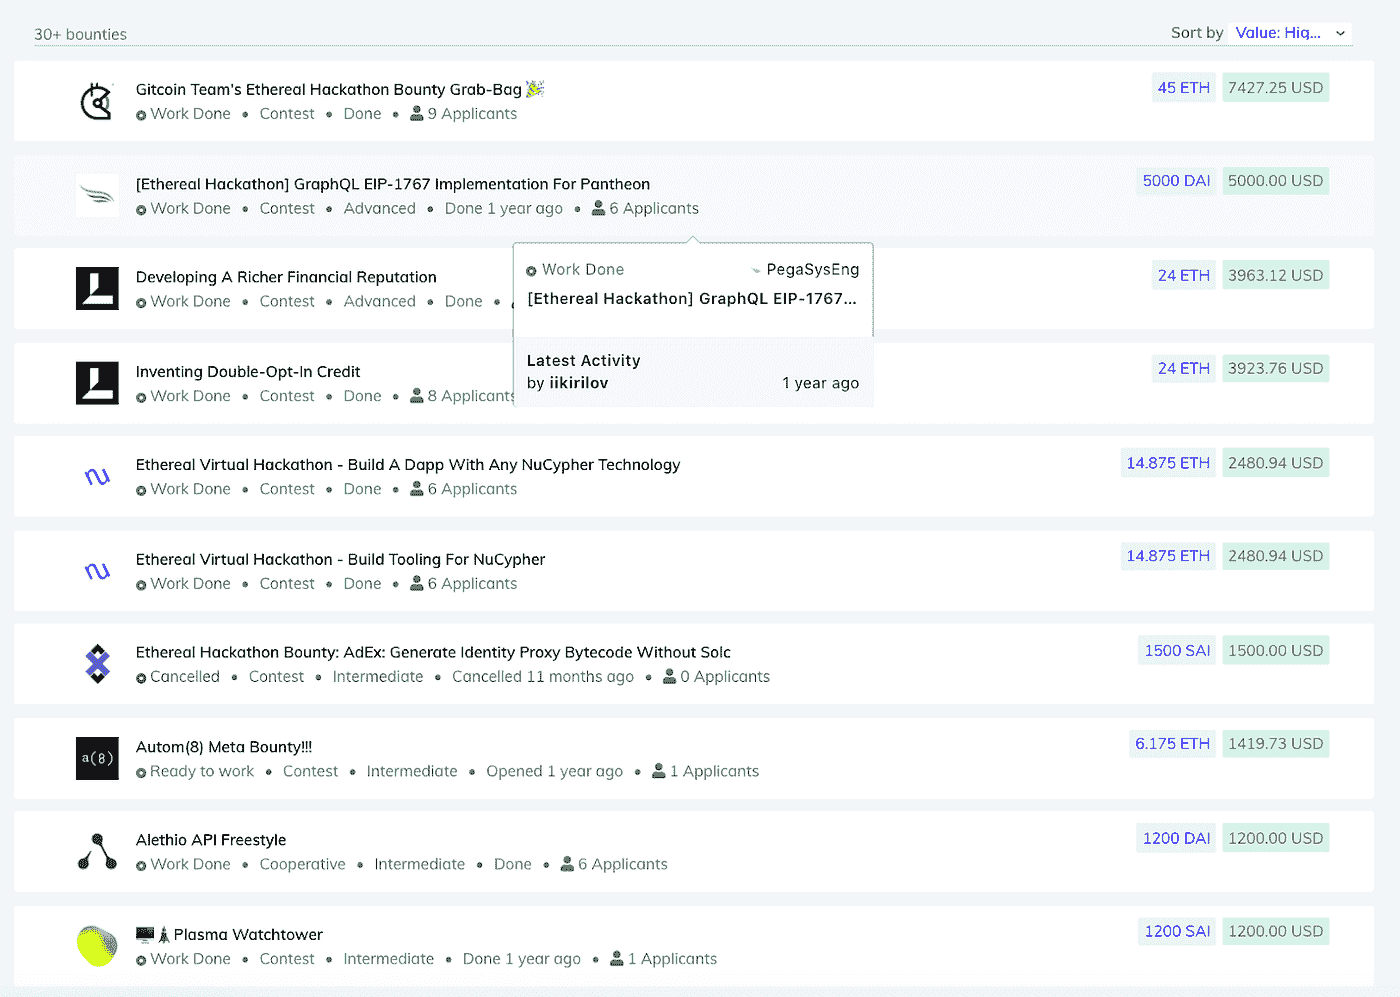 30+ bounties
Sort by Value: Hig...
Gitcoin Team's Ethereal Hackathon Bounty Grab-Bag 🎉
45 ETH 7427.25 USD
Work Done • Contest • Done • 9 Applicants
[Ethereal Hackathon] GraphQL EIP-1767 Implementation For Pantheon
5000 DAI 5000.00 USD
Work Done • Contest • Advanced • Done 1 year ago • 6 Applicants
Developing A Richer Financial Reputation
24 ETH 3963.12 USD
Work Done • Contest • Advanced • Done •
Work Done PegaSysEng
[Ethereal Hackathon] GraphQL EIP-1767...
Latest Activity
by iikirilov 1 year ago
Inventing Double-Opt-In Credit
24 ETH 3923.76 USD
Work Done • Contest • Done • 8 Applicants
Ethereal Virtual Hackathon - Build A Dapp With Any NuCypher Technology
14.875 ETH 2480.94 USD
Work Done • Contest • Done • 6 Applicants
Ethereal Virtual Hackathon - Build Tooling For NuCypher
14.875 ETH 2480.94 USD
Work Done • Contest • Done • 6 Applicants
Ethereal Hackathon Bounty: AdEx: Generate Identity Proxy Bytecode Without Solc
1500 SAI 1500.00 USD
Cancelled • Contest • Intermediate • Cancelled 11 months ago • 0 Applicants
a(8)
Autom(8) Meta Bounty!!!
6.175 ETH 1419.73 USD
Ready to work • Contest • Intermediate • Opened 1 year ago • 1 Applicants
Alethio API Freestyle
1200 DAI 1200.00 USD
Work Done • Cooperative • Intermediate • Done • 6 Applicants
Plasma Watchtower
1200 SAI 1200.00 USD
Work Done • Contest • Intermediate • Done 1 year ago • 1 Applicants